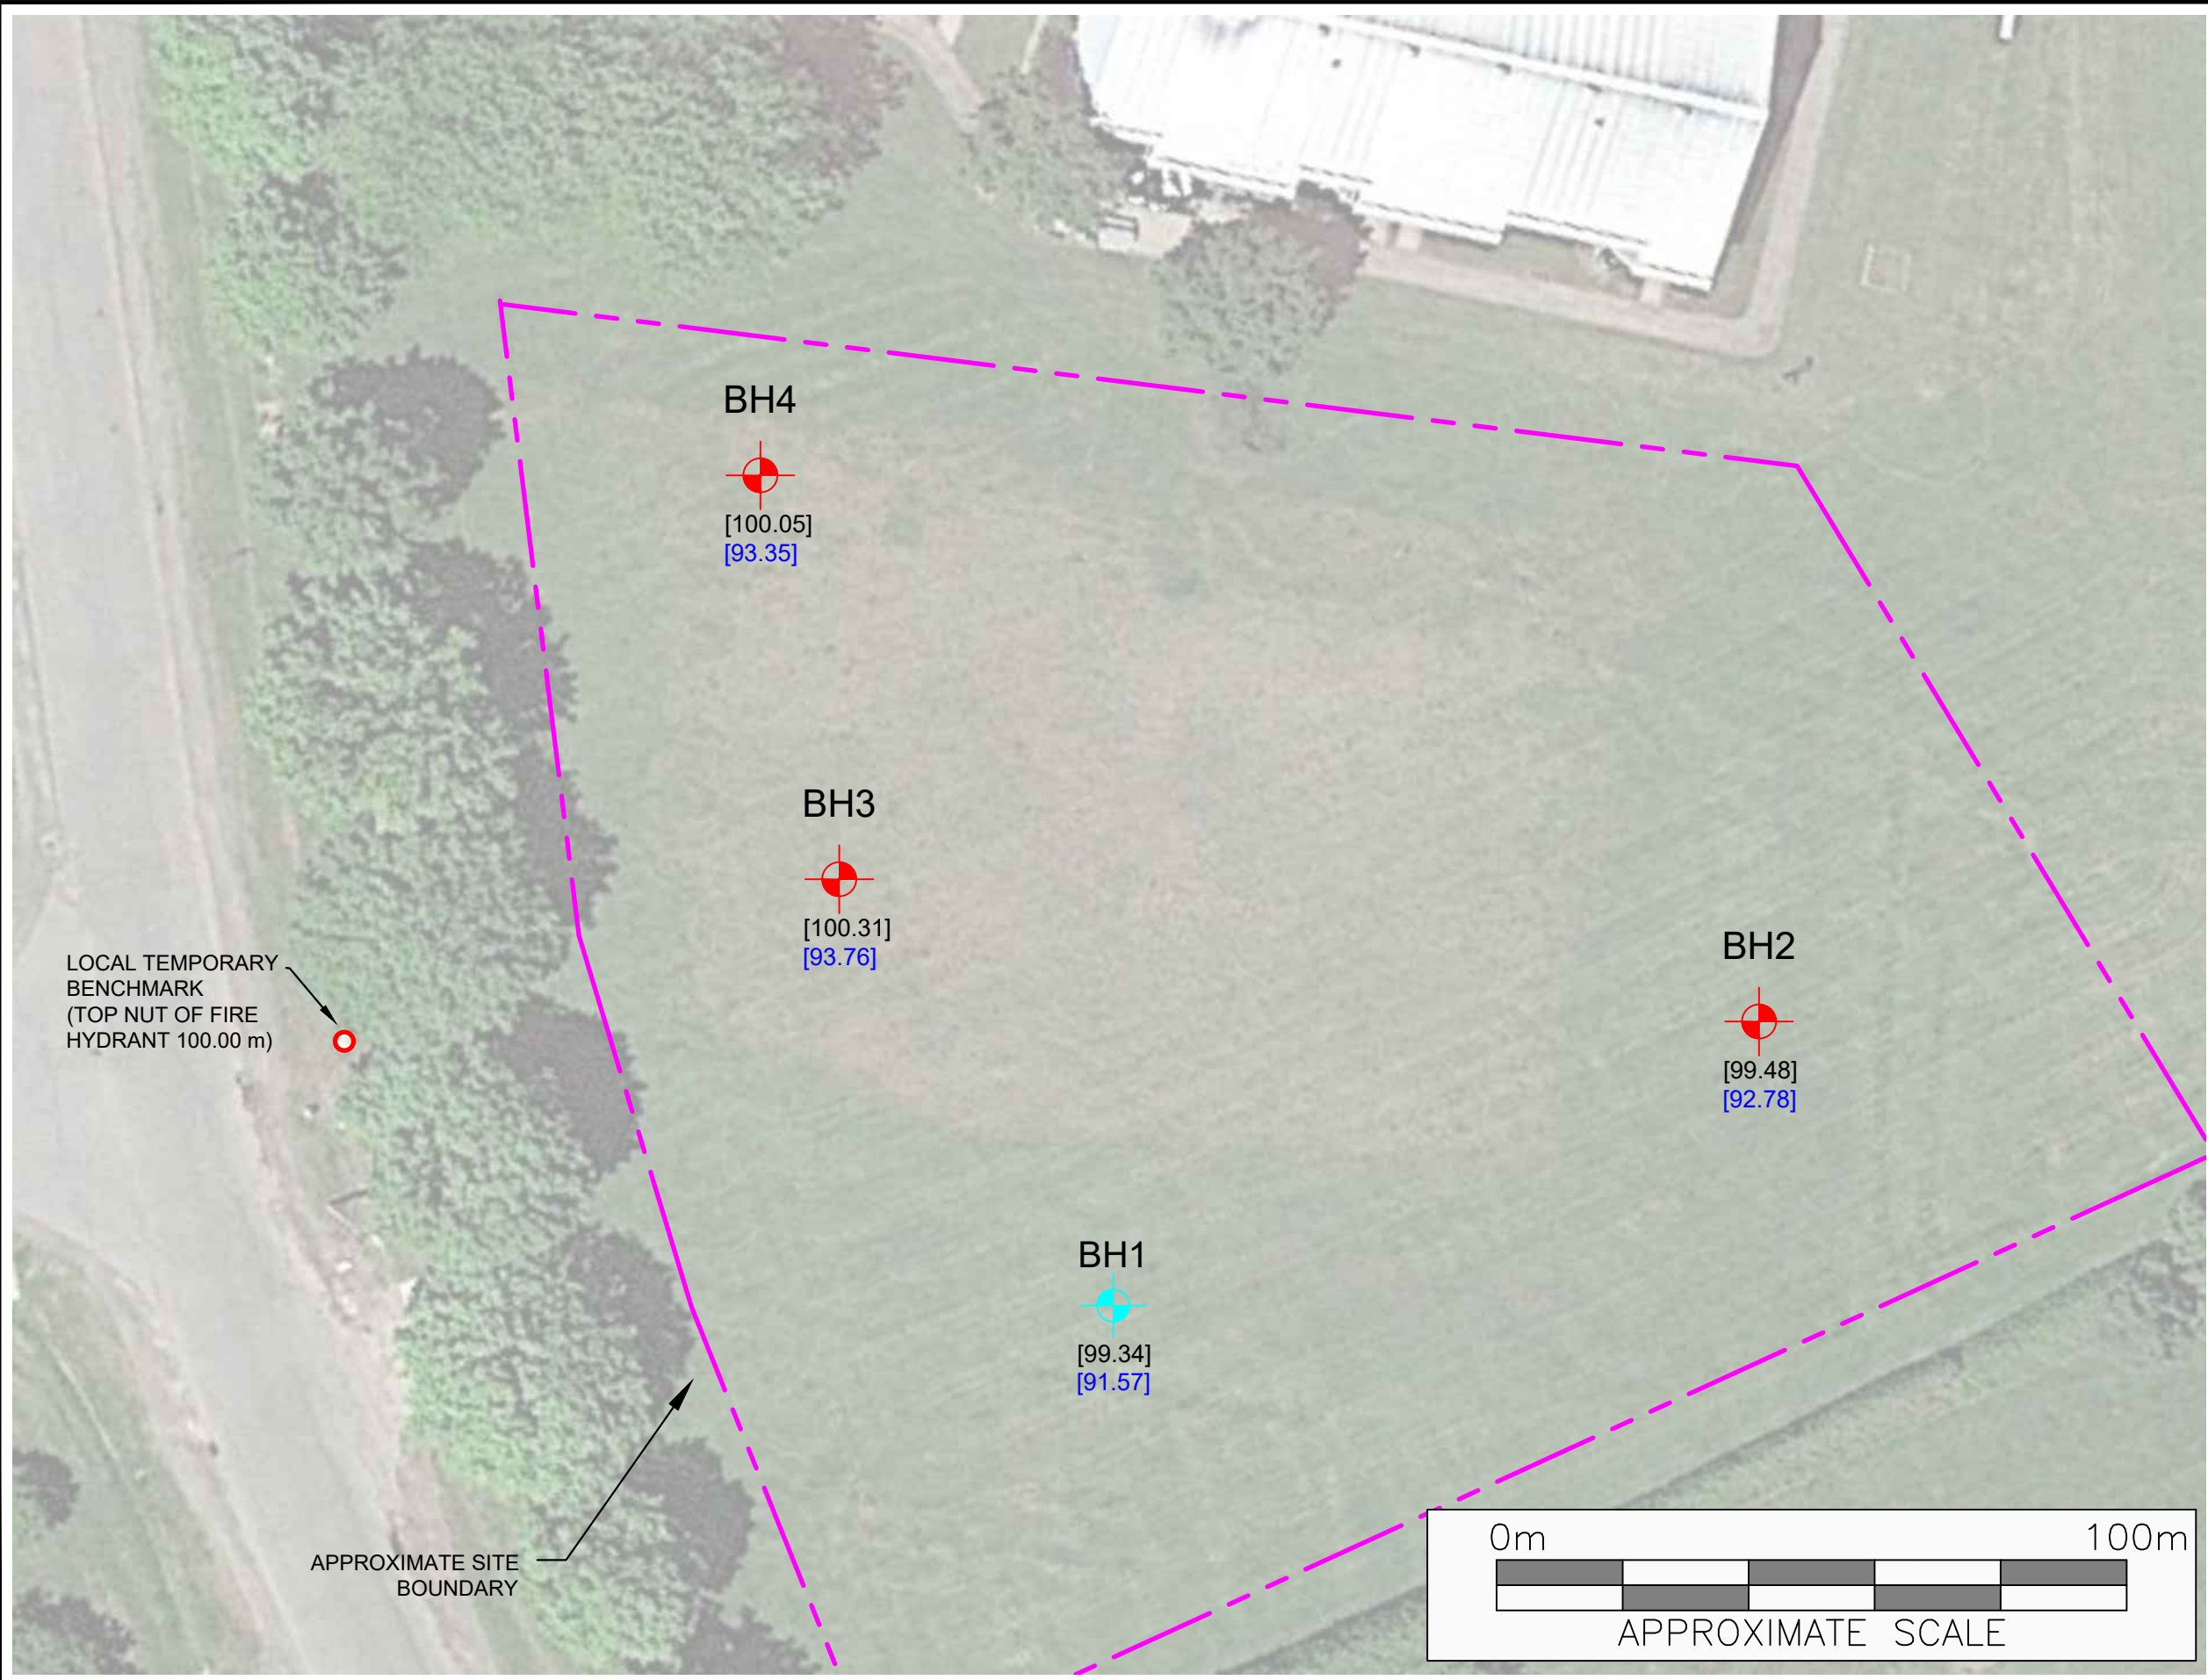 BH4
[100.05]
[93.35]
BH3
[100.31]
[93.76]
BH2
[99.48]
[92.78]
LOCAL TEMPORARY
BENCHMARK
(TOP NUT OF FIRE
HYDRANT 100.00 m)
BH1
[99.34]
[91.57]
APPROXIMATE SITE
BOUNDARY
0m 100m
APPROXIMATE SCALE